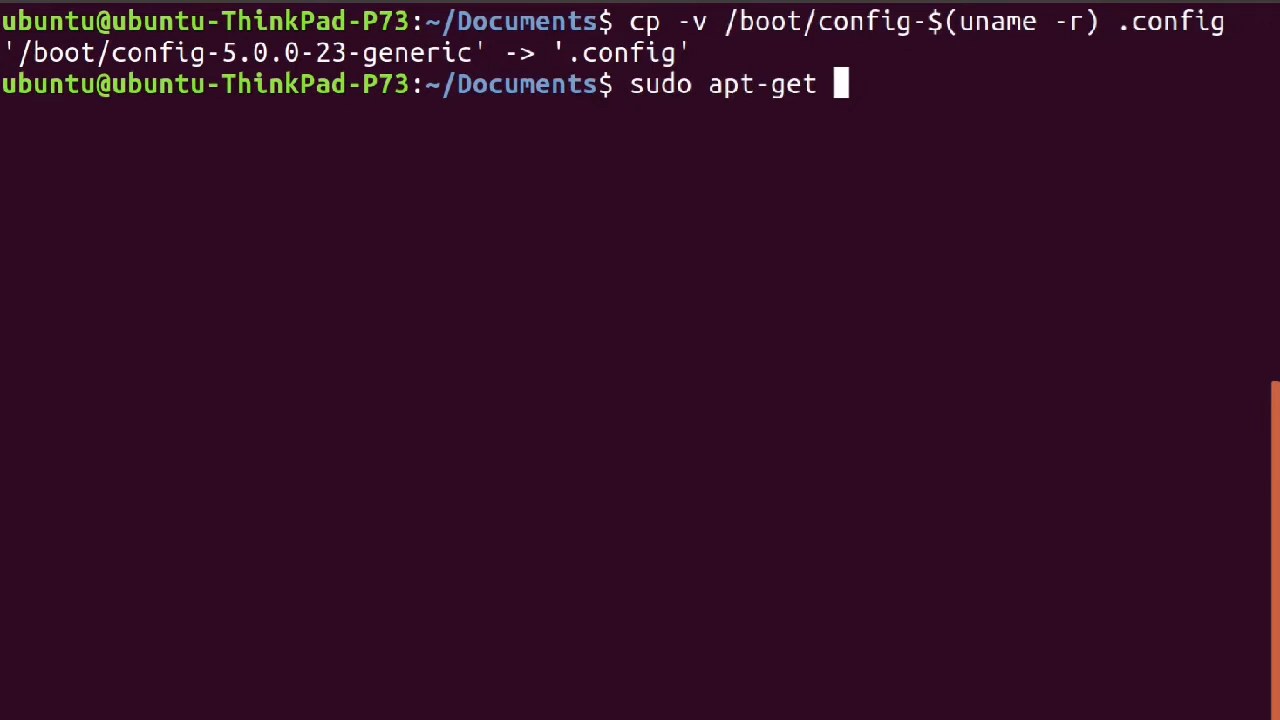 ubuntu@ubuntu-ThinkPad-P73:~/Documents$ cp -v /boot/config-$(uname -r) .config
'/boot/config-5.0.0-23-generic' -> '.config'
ubuntu@ubuntu-ThinkPad-P73:~/Documents$ sudo apt-get